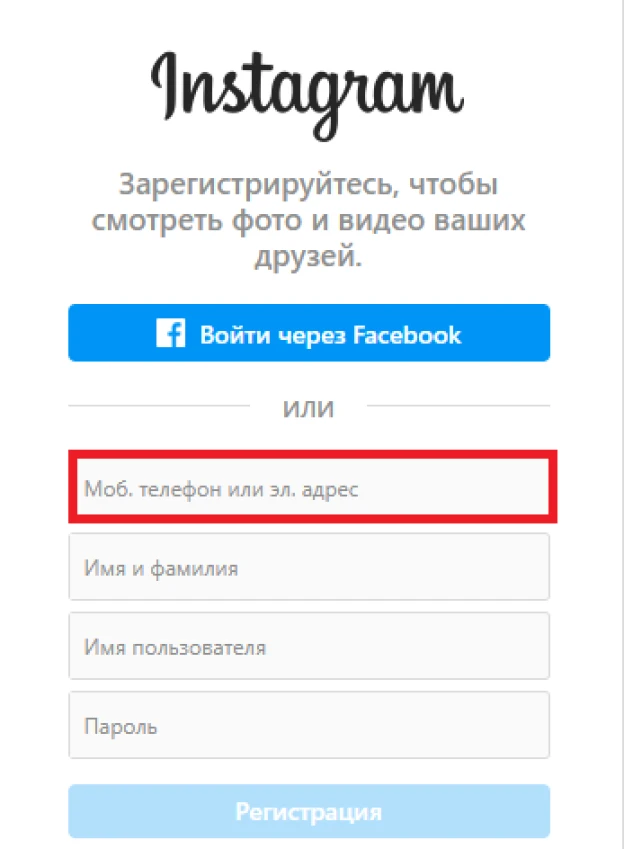 Instagram
Зарегистрируйтесь, чтобы
смотреть фото и видео ваших
друзей.
Войти через Facebook
или
Моб. телефон или эл. адрес
Имя и фамилия
Имя пользователя
Пароль
Регистрация